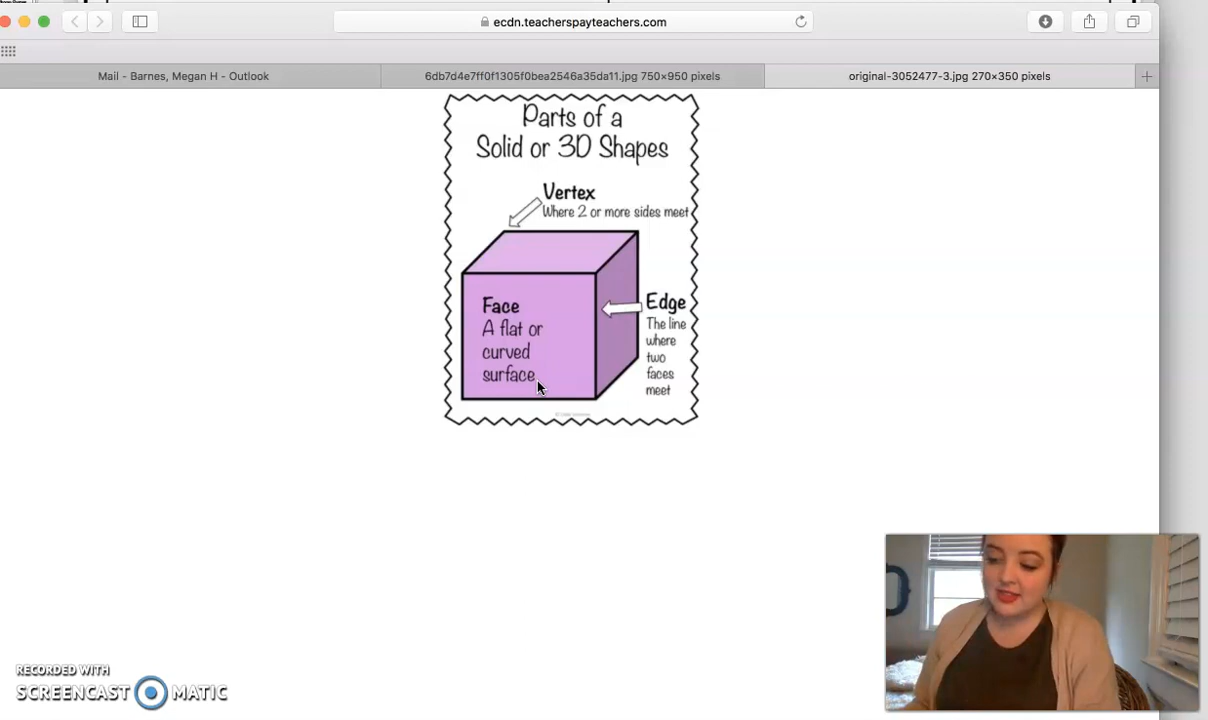 ecdn.teacherspayteachers.com
Mail - Barnes, Megan H - Outlook
6db7d4e7ff0f1305f0bea2546a35da11.jpg 750×950 pixels
original-3052477-3.jpg 270×350 pixels
Parts of a
Solid or 3D Shapes
Vertex
Where 2 or more sides meet
Face
A flat or
curved
surface
Edge
The line
where
two
faces
meet
RECORDED WITH
SCREENCAST MATIC